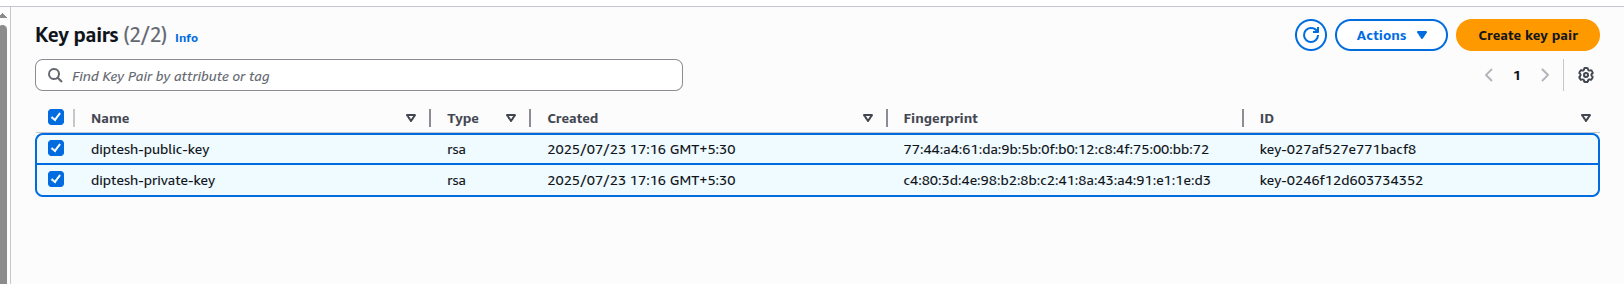 Key pairs (2/2) Info Actions Create key pair
Find Key Pair by attribute or tag 1
Name Type Created Fingerprint ID
diptesh-public-key rsa 2025/07/23 17:16 GMT+5:30 77:44:a4:61:da:9b:5b:0f:b0:12:c8:4f:75:00:bb:72 key-027af527e771bacf8
diptesh-private-key rsa 2025/07/23 17:16 GMT+5:30 c4:80:3d:4e:98:b2:8b:c2:41:8a:43:a4:91:e1:1e:d3 key-0246f12d603734352